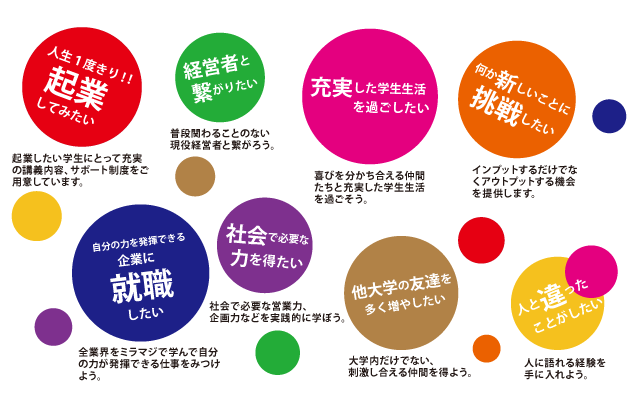 人生１度きり！！
起業
してみたい
起業したい学生にとって充実
の講義内容、サポート制度をご
用意しています。
経営者と
繋がりたい
普段関わることのない
現役経営者と繋がろう。
充実した学生生活
を過ごしたい
喜びを分かち合える仲間
たちと充実した学生生活
を過ごそう。
何か新しいことに
挑戦したい
インプットするだけでな
くアウトプットする機会
を提供します。
自分の力を発揮できる
企業に
就職
したい
全業界をミラマジで学んで自分
の力が発揮できる仕事をみつけ
よう。
社会で必要な
力を得たい
社会で必要な営業力、
企画力などを実践的に学ぼう。
他大学の友達を
多く増やしたい
大学内だけでない、
刺激し合える仲間を得よう。
人と違った
ことがしたい
人に語れる経験を
手に入れよう。